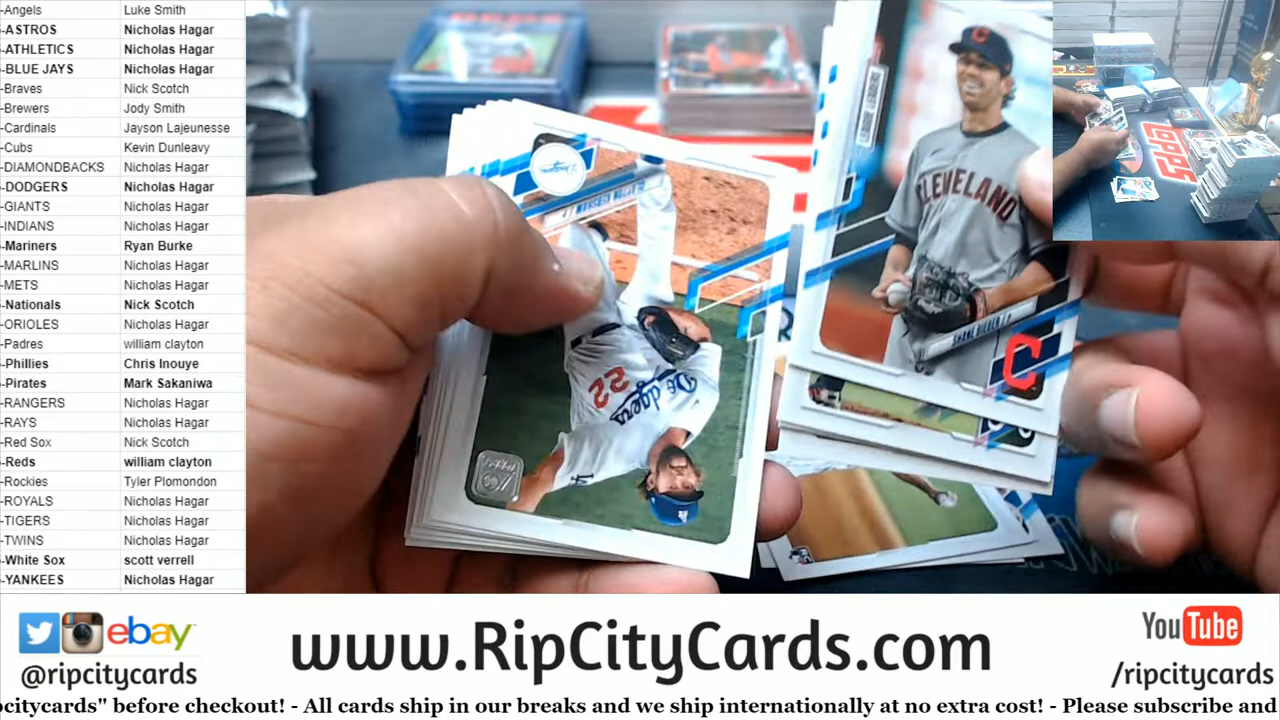 -Angels Luke Smith
-ASTROS Nicholas Hagar
-ATHLETICS Nicholas Hagar
-BLUE JAYS Nicholas Hagar
-Braves Nick Scotch
-Brewers Jody Smith
-Cardinals Jayson Lajeunesse
-Cubs Kevin Dunleavy
-DIAMONDBACKS Nicholas Hagar
-DODGERS Nicholas Hagar
-GIANTS Nicholas Hagar
-INDIANS Nicholas Hagar
-Mariners Ryan Burke
-MARLINS Nicholas Hagar
-METS Nicholas Hagar
-Nationals Nick Scotch
-ORIOLES Nicholas Hagar
-Padres william clayton
-Phillies Chris Inouye
-Pirates Mark Sakaniwa
-RANGERS Nicholas Hagar
-RAYS Nicholas Hagar
-Red Sox Nick Scotch
-Reds william clayton
-Rockies Tyler Plomondon
-ROYALS Nicholas Hagar
-TIGERS Nicholas Hagar
-TWINS Nicholas Hagar
-White Sox scott verrell
-YANKEES Nicholas Hagar
Dodgers
22
C
CLEVELAND
SHANE BIEBER
C
TOPPS
ebay
@ripcitycards
www.RipCityCards.com
YouTube
/ripcitycards
citycards" before checkout! - All cards ship in our breaks and we ship internationally at no extra cost! - Please subscribe and